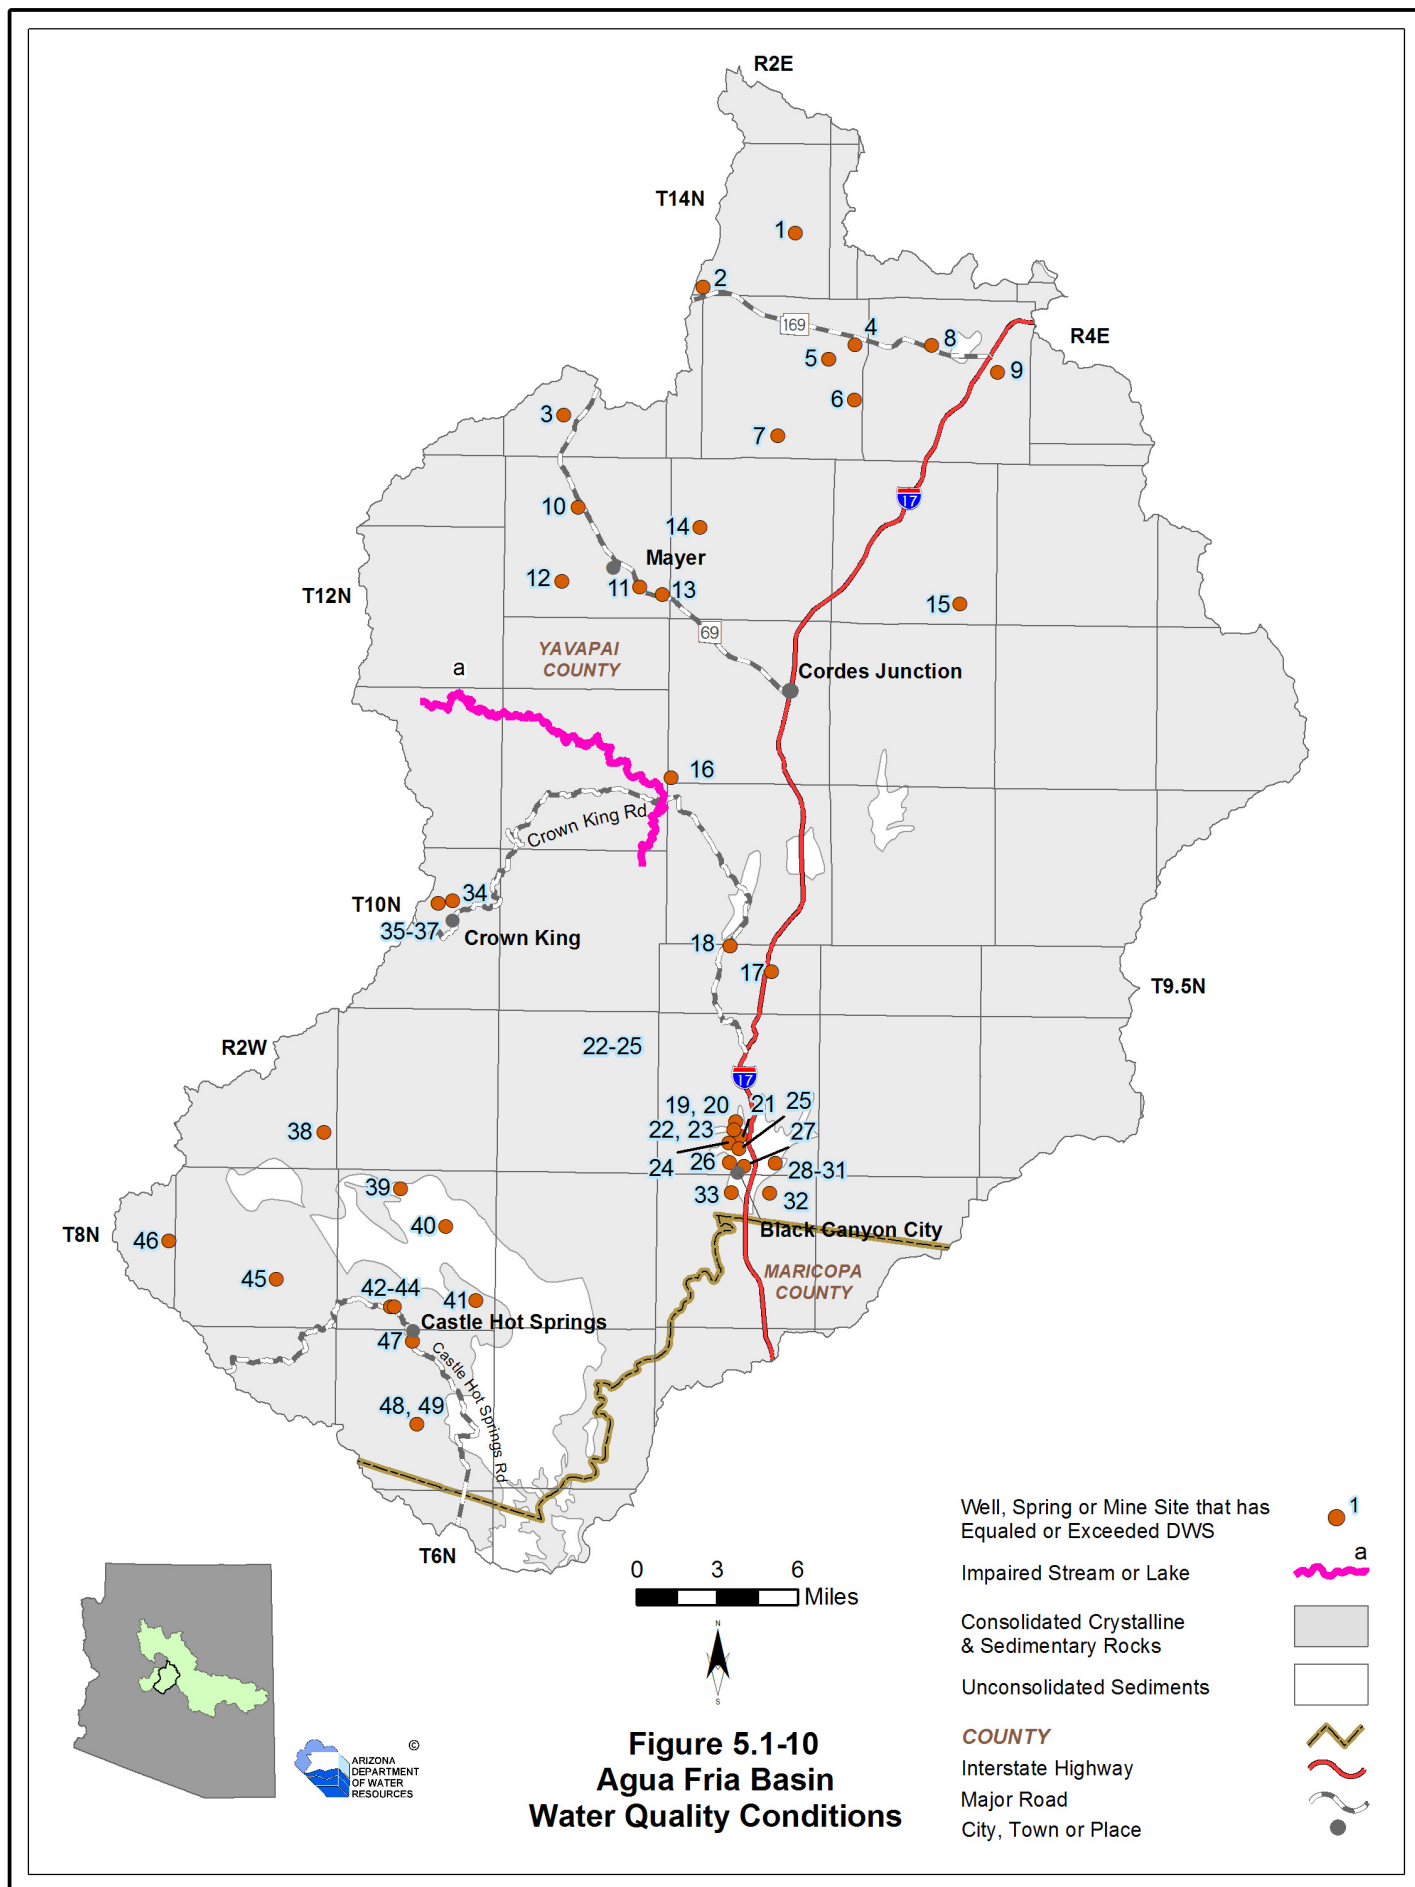 R2E
T14N
1
2
169
4
8
R4E
5
9
6
3
7
17
10
14
Mayer
12
11
13
T12N
15
69
YAVAPAI
COUNTY
a
Cordes Junction
16
Crown King Rd
34
T10N
35-37
Crown King
18
17
T9.5N
22-25
R2W
17
19, 20
21
25
22, 23
27
38
24
26
28-31
39
33
32
40
Black Canyon City
T8N
46
45
MARICOPA
COUNTY
42-44
41
Castle Hot Springs
47
Castle Hot Springs Rd
48, 49
T6N
Well, Spring or Mine Site that has
Equaled or Exceeded DWS
1
a
Impaired Stream or Lake
Consolidated Crystalline
& Sedimentary Rocks
Unconsolidated Sediments
COUNTY
Interstate Highway
Major Road
City, Town or Place
0 3 6
Miles
N
S
©
ARIZONA
DEPARTMENT
OF WATER
RESOURCES
Figure 5.1-10
Agua Fria Basin
Water Quality Conditions